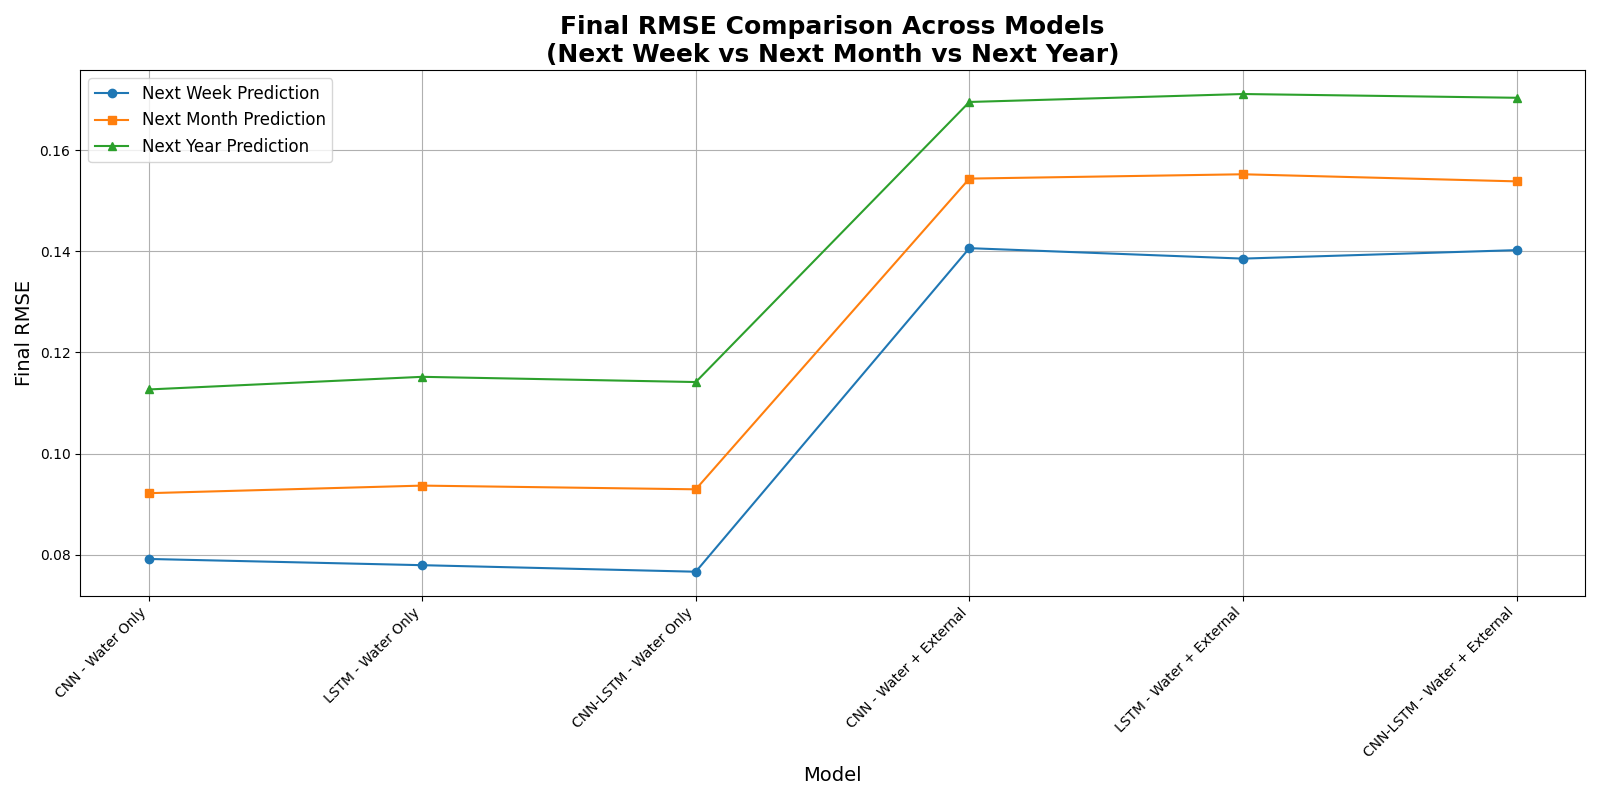 Final RMSE Comparison Across Models
(Next Week vs Next Month vs Next Year)
Next Week Prediction
Next Month Prediction
Next Year Prediction
Final RMSE
0.16
0.14
0.12
0.10
0.08
CNN - Water Only
LSTM - Water Only
CNN-LSTM - Water Only
CNN - Water + External
LSTM - Water + External
CNN-LSTM - Water + External
Model